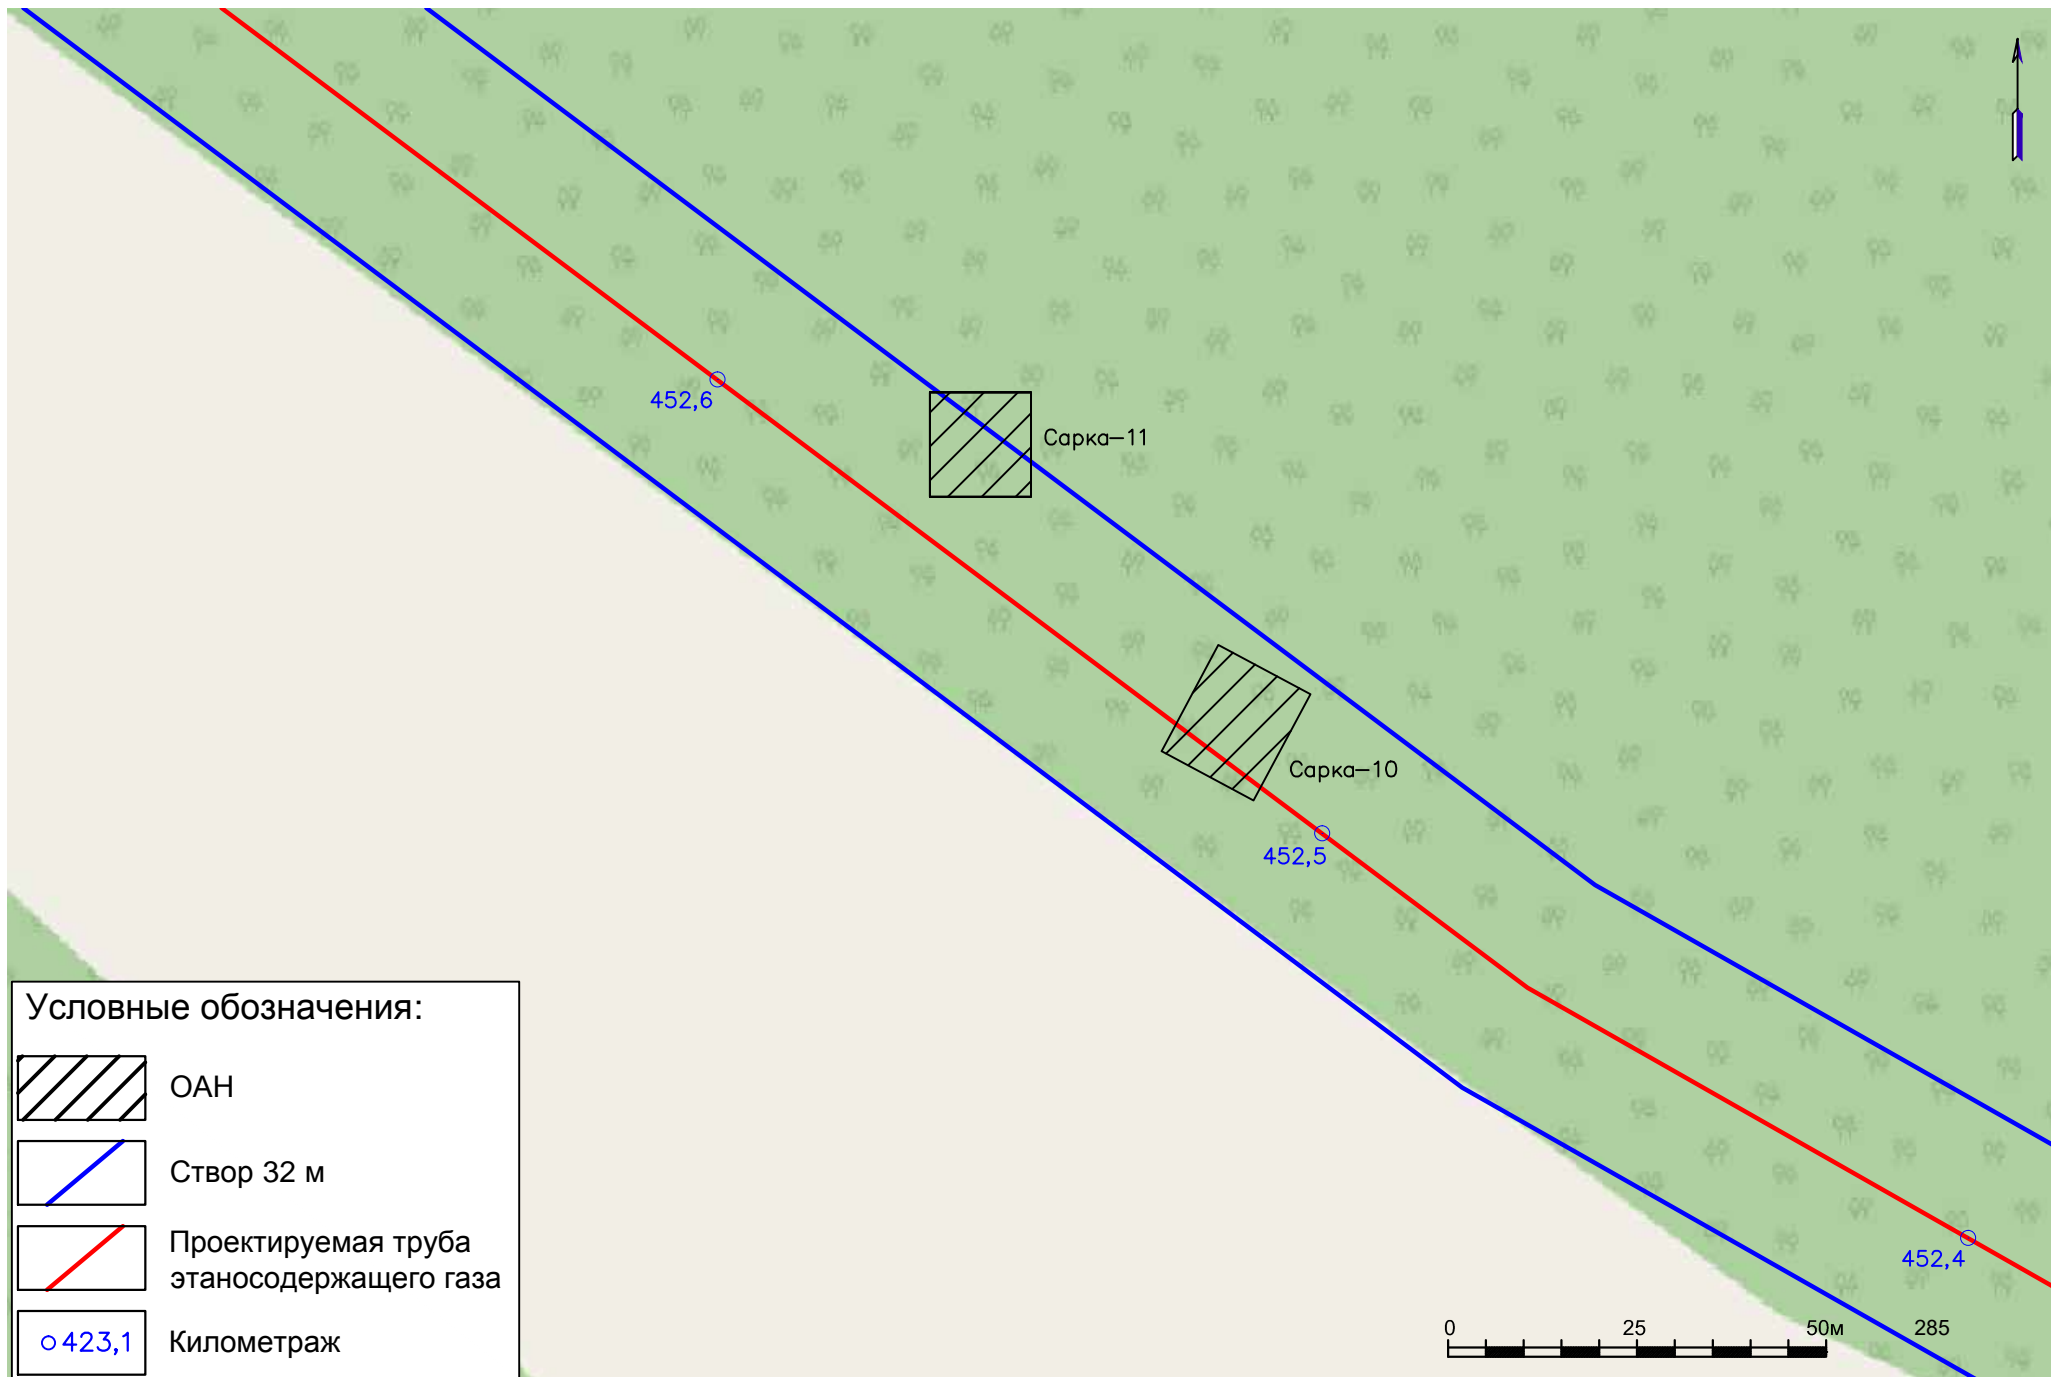 452,6
Сарка-11
Сарка-10
452,5
452,4
Условные обозначения:
ОАН
Створ 32 м
Проектируемая труба
этаносодержащего газа
423,1 Километраж
0 25 50м 285